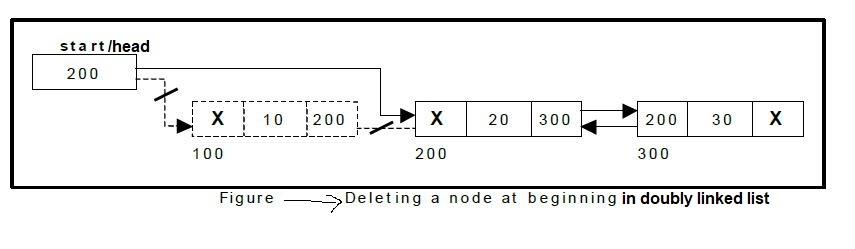 start/head
200
X 10 200 X 20 300 200 30 X
100 200 300
Figure Deleting a node at beginning in doubly linked list